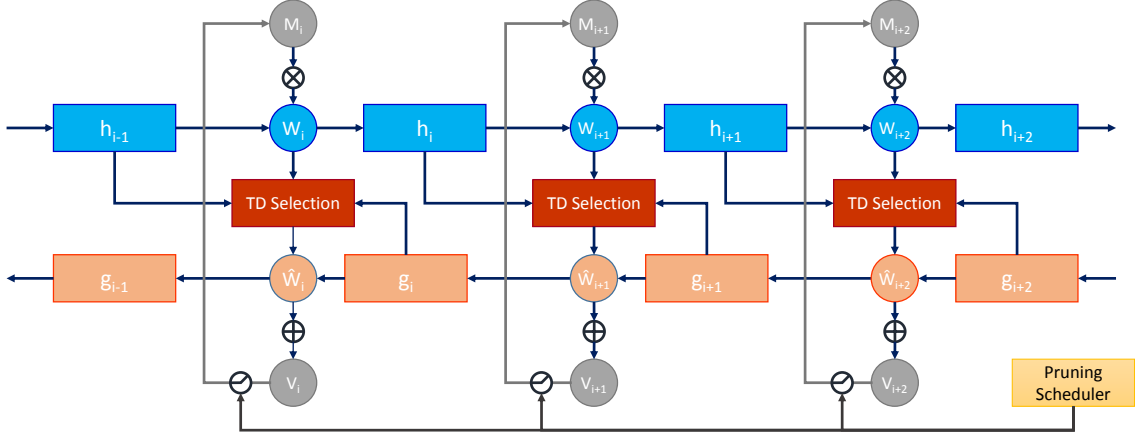 Mᵢ Mᵢ₊₁ Mᵢ₊₂
hᵢ₋₁ Wᵢ hᵢ Wᵢ₊₁ hᵢ₊₁ Wᵢ₊₂ hᵢ₊₂
TD Selection TD Selection TD Selection
gᵢ₋₁ Ŵᵢ gᵢ Ŵᵢ₊₁ gᵢ₊₁ Ŵᵢ₊₂ gᵢ₊₂
Vᵢ Vᵢ₊₁ Vᵢ₊₂
Pruning
Scheduler